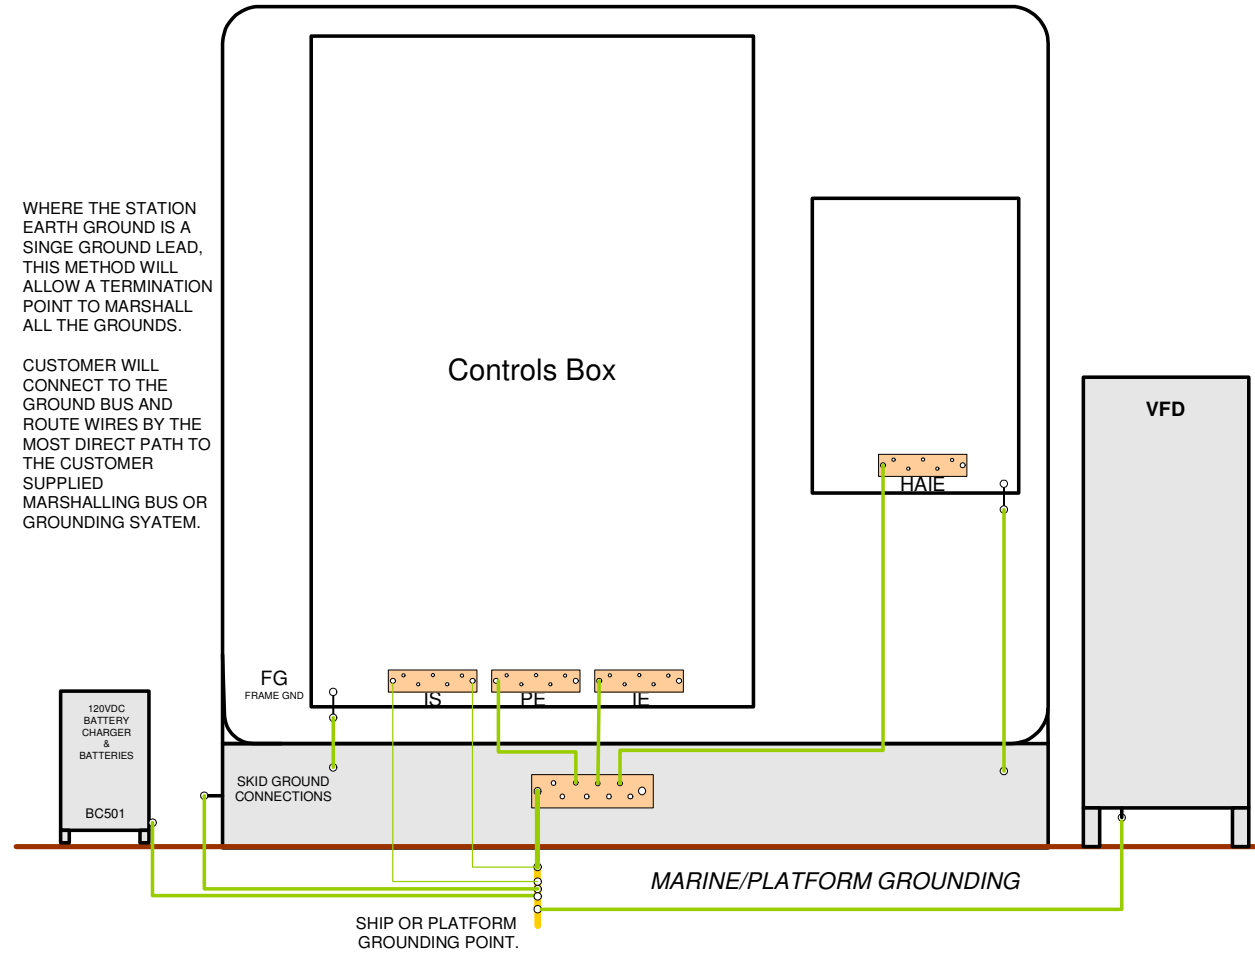 WHERE THE STATION
EARTH GROUND IS A
SINGE GROUND LEAD,
THIS METHOD WILL
ALLOW A TERMINATION
POINT TO MARSHALL
ALL THE GROUNDS.
CUSTOMER WILL
CONNECT TO THE
GROUND BUS AND
ROUTE WIRES BY THE
MOST DIRECT PATH TO
THE CUSTOMER
SUPPLIED
MARSHALLING BUS OR
GROUNDING SYATEM.
Controls Box
VFD
HAIE
FG
FRAME GND
IS
PE
IE
120VDC
BATTERY
CHARGER
&
BATTERIES
BC501
SKID GROUND
CONNECTIONS
MARINE/PLATFORM GROUNDING
SHIP OR PLATFORM
GROUNDING POINT.